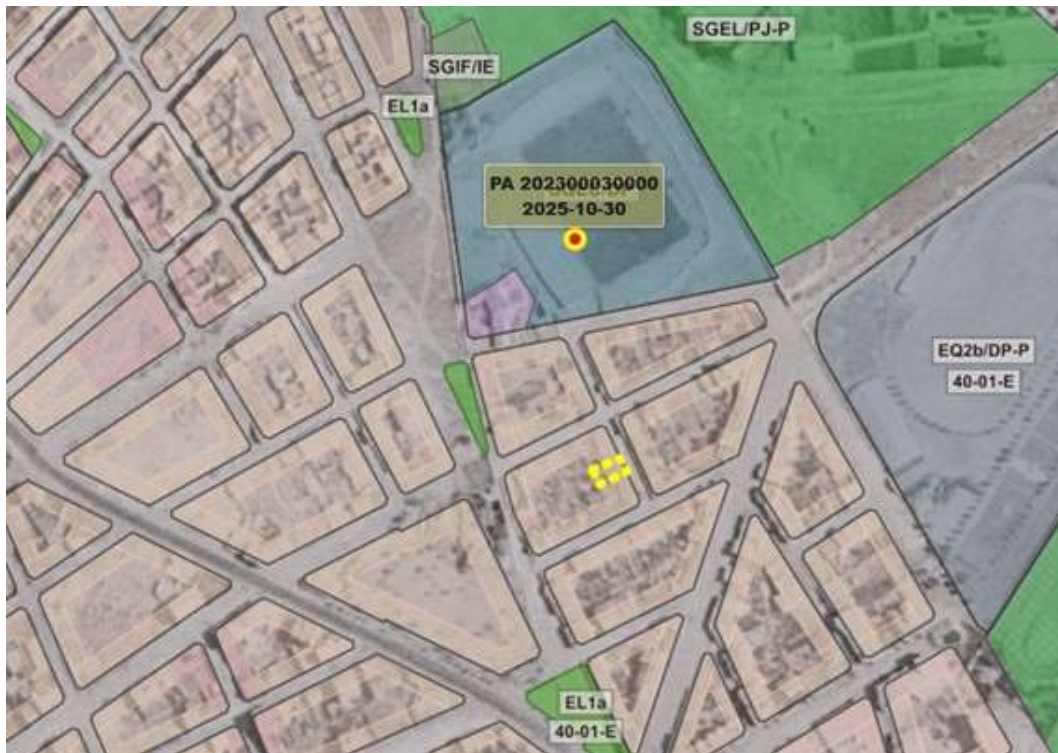 SGEL/PJ-P
SGIF/IE
EL1a
PA 202300030000
2025-10-30
EQ2b/DP-P
40-01-E
EL1a
40-01-E